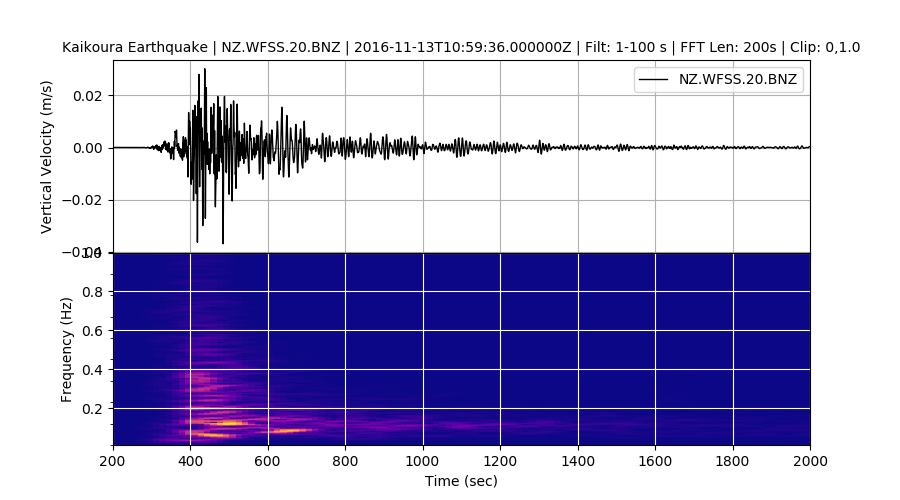 Kaikoura Earthquake | NZ.WFSS.20.BNZ | 2016-11-13T10:59:36.000000Z | Filt: 1-100 s | FFT Len: 200s | Clip: 0,1.0
NZ.WFSS.20.BNZ
Vertical Velocity (m/s)
0.02
0.00
−0.02
−0.04
Frequency (Hz)
1.0
0.8
0.6
0.4
0.2
200 400 600 800 1000 1200 1400 1600 1800 2000
Time (sec)